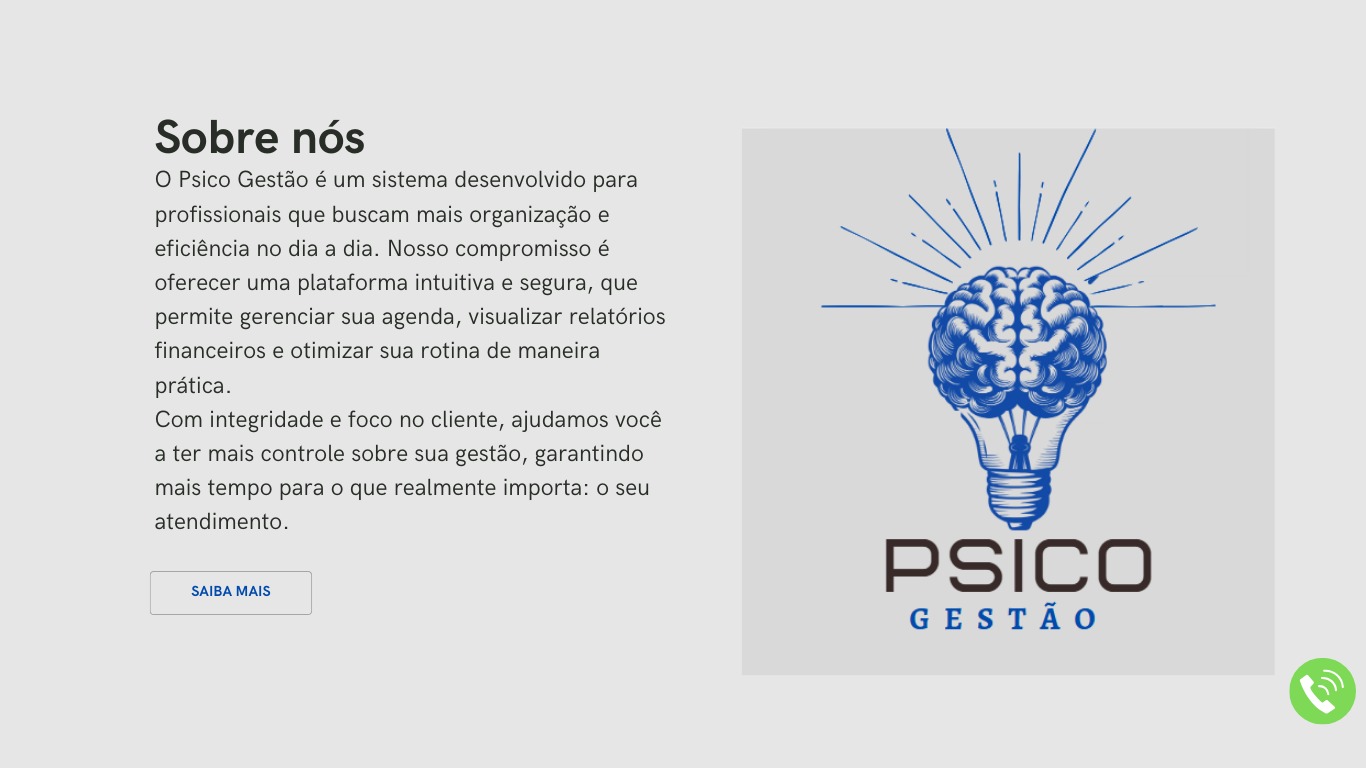 Sobre nós
O Psico Gestão é um sistema desenvolvido para
profissionais que buscam mais organização e
eficiência no dia a dia. Nosso compromisso é
oferecer uma plataforma intuitiva e segura, que
permite gerenciar sua agenda, visualizar relatórios
financeiros e otimizar sua rotina de maneira
prática.
Com integridade e foco no cliente, ajudamos você
a ter mais controle sobre sua gestão, garantindo
mais tempo para o que realmente importa: o seu
atendimento.
SAIBA MAIS
PSICO
GESTÃO